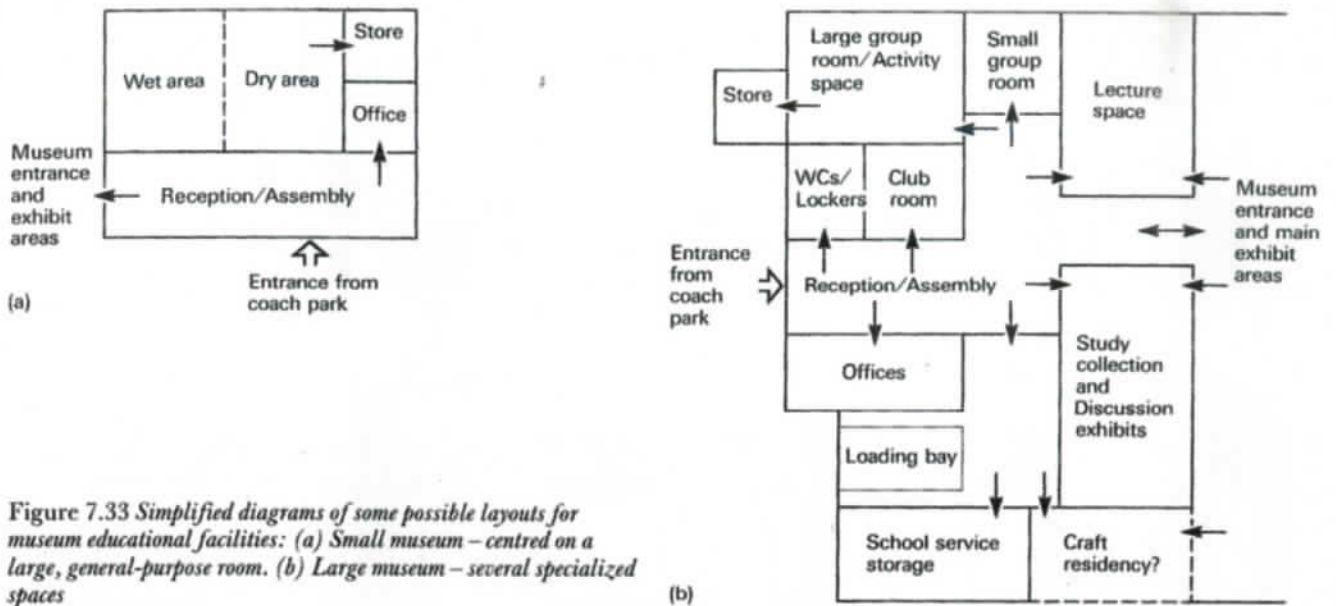 Store
Wet area
Dry area
Office
Museum
entrance
and
exhibit
areas
Reception/Assembly
Entrance from
coach park
(a)
Figure 7.33 Simplified diagrams of some possible layouts for
museum educational facilities: (a) Small museum – centred on a
large, general-purpose room. (b) Large museum – several specialized
spaces
Large group
room/Activity
space
Small
group
room
Lecture
space
Store
WCs/
Lockers
Club
room
Museum
entrance
and main
exhibit
areas
Entrance
from
coach
park
Reception/Assembly
Offices
Study
collection
and
Discussion
exhibits
Loading bay
School service
storage
Craft
residency?
(b)